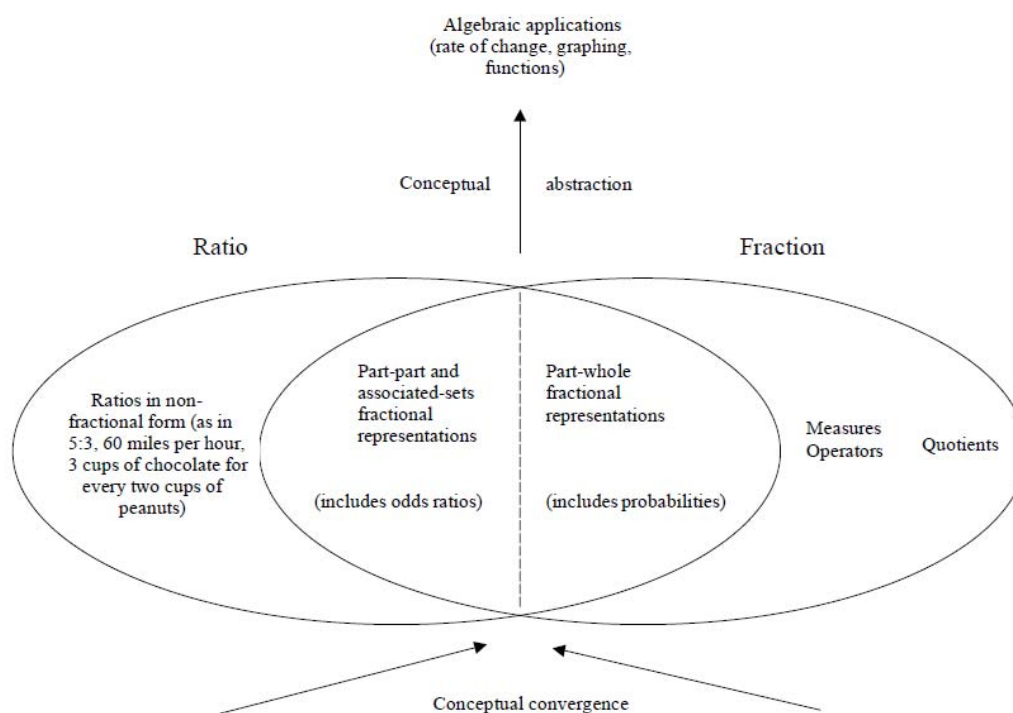 Algebraic applications
(rate of change, graphing,
functions)
Conceptual abstraction
Ratio
Fraction
Ratios in non-
fractional form (as in
5:3, 60 miles per hour,
3 cups of chocolate for
every two cups of
peanuts)
Part-part and
associated-sets
fractional
representations
(includes odds ratios)
Part-whole
fractional
representations
(includes probabilities)
Measures
Operators
Quotients
Conceptual convergence